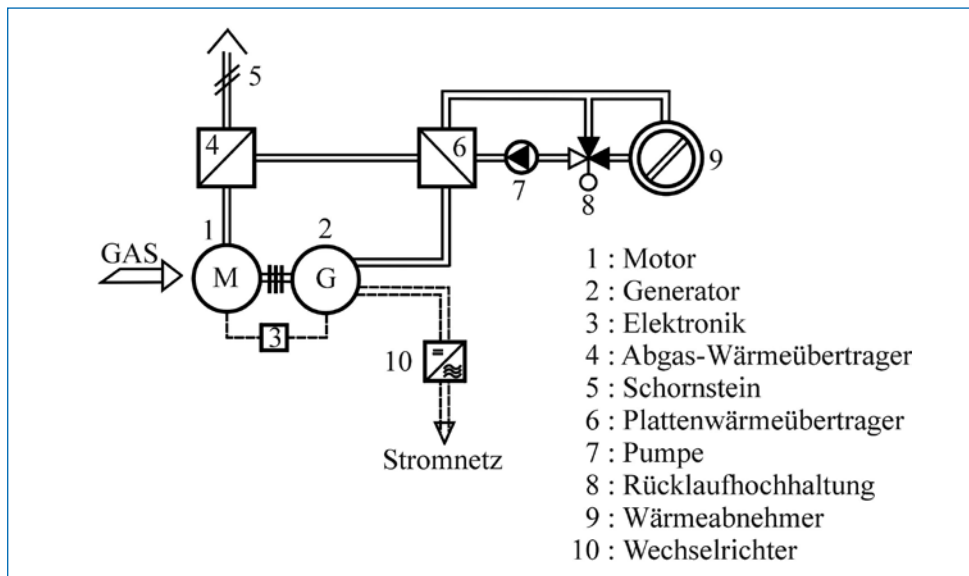 5
4
6
7
8
9
1
2
GAS
M
G
3
10
Stromnetz
1 : Motor
2 : Generator
3 : Elektronik
4 : Abgas-Wärmeübertrager
5 : Schornstein
6 : Plattenwärmeübertrager
7 : Pumpe
8 : Rücklaufhochhaltung
9 : Wärmeabnehmer
10 : Wechselrichter